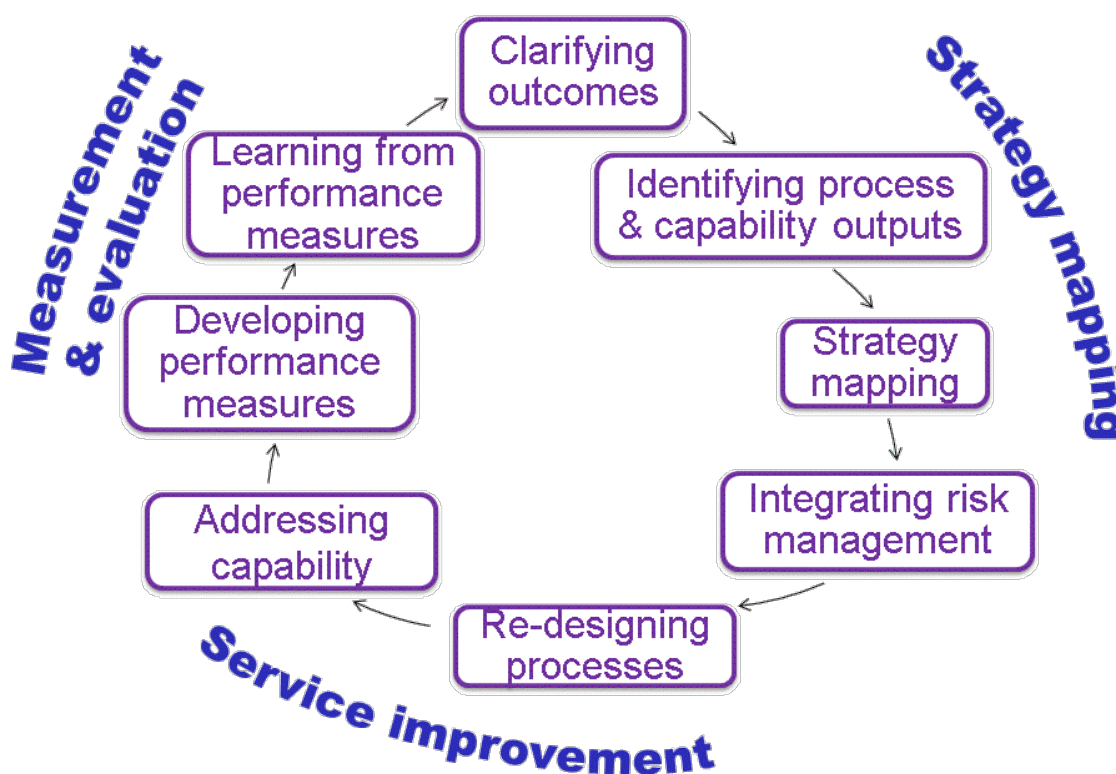 Clarifying
outcomes
Identifying process
& capability outputs
Strategy
mapping
Integrating risk
management
Re-designing
processes
Addressing
capability
Developing
performance
measures
Learning from
performance
measures
Strategy mapping
Service improvement
Measurement
& evaluation